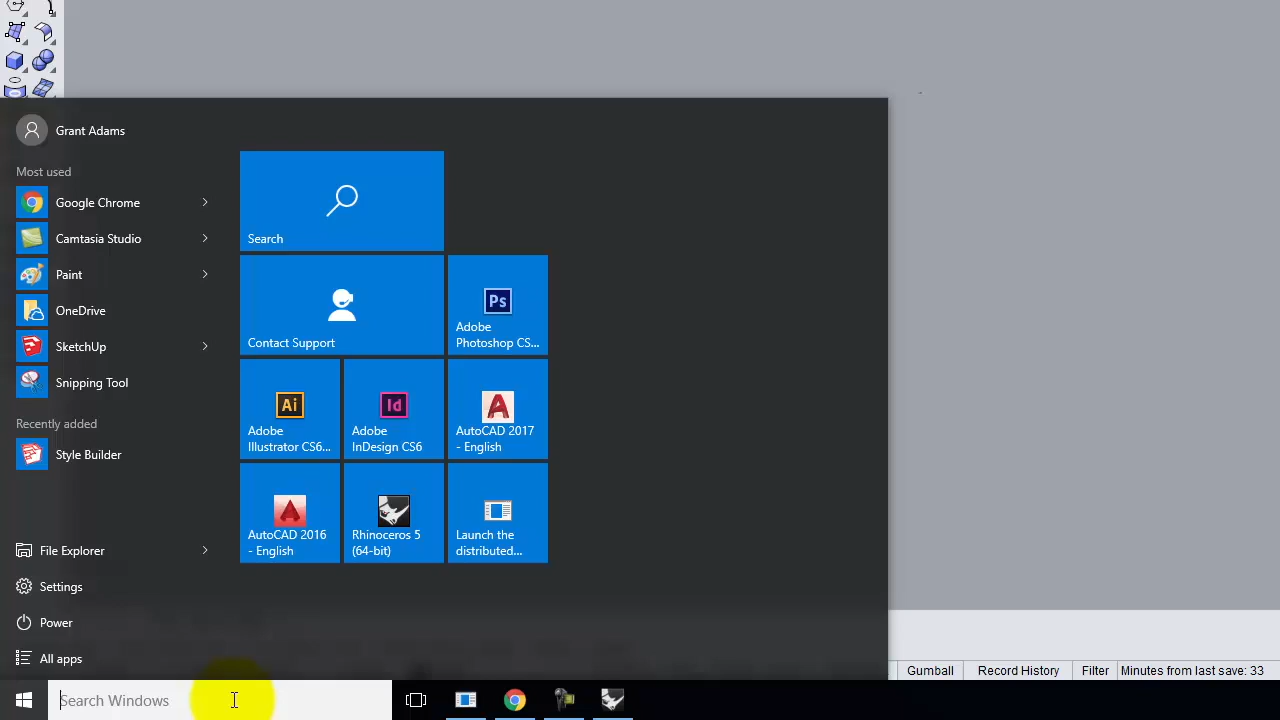 Grant Adams
Most used
Google Chrome
Camtasia Studio
Paint
OneDrive
SketchUp
Snipping Tool
Recently added
Style Builder
File Explorer
Settings
Power
All apps
Search
Contact Support
Ps
Adobe
Photoshop CS...
Ai
Adobe
Illustrator CS6...
Id
Adobe
InDesign CS6
AutoCAD 2017
- English
AutoCAD 2016
- English
Rhinoceros 5
(64-bit)
Launch the
distributed...
Gumball
Record History
Filter
Minutes from last save: 33
Search Windows